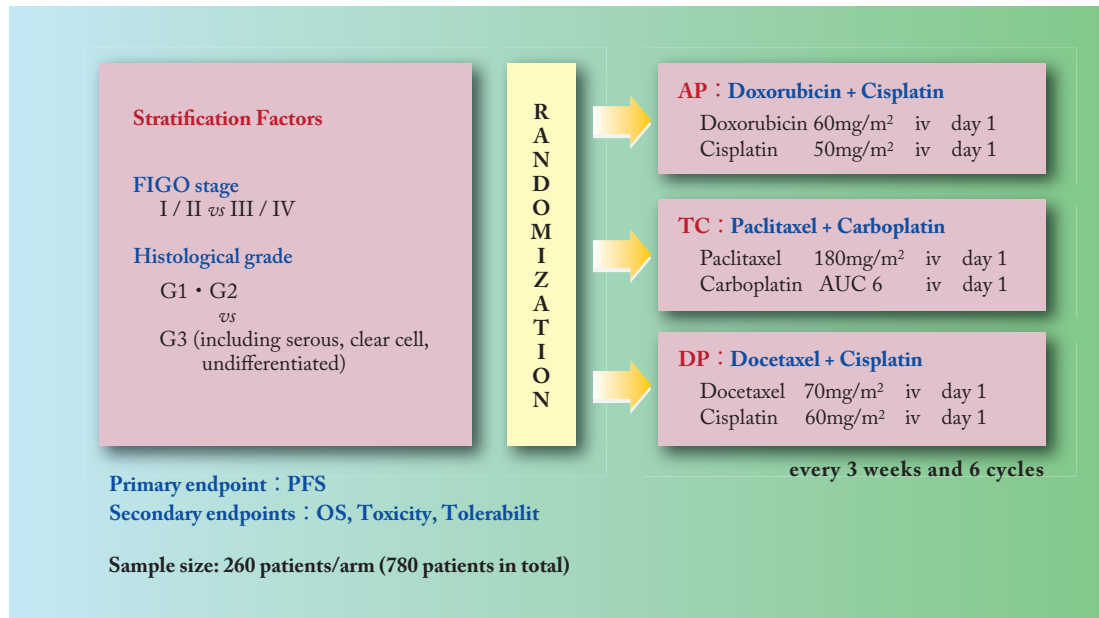 Stratification Factors
FIGO stage
I / II vs III / IV
Histological grade
G1・G2
vs
G3 (including serous, clear cell,
undifferentiated)
RANDOMIZATION
AP：Doxorubicin + Cisplatin
Doxorubicin 60mg/m² iv day 1
Cisplatin 50mg/m² iv day 1
TC：Paclitaxel + Carboplatin
Paclitaxel 180mg/m² iv day 1
Carboplatin AUC 6 iv day 1
DP：Docetaxel + Cisplatin
Docetaxel 70mg/m² iv day 1
Cisplatin 60mg/m² iv day 1
every 3 weeks and 6 cycles
Primary endpoint：PFS
Secondary endpoints：OS, Toxicity, Tolerabilit
Sample size: 260 patients/arm (780 patients in total)